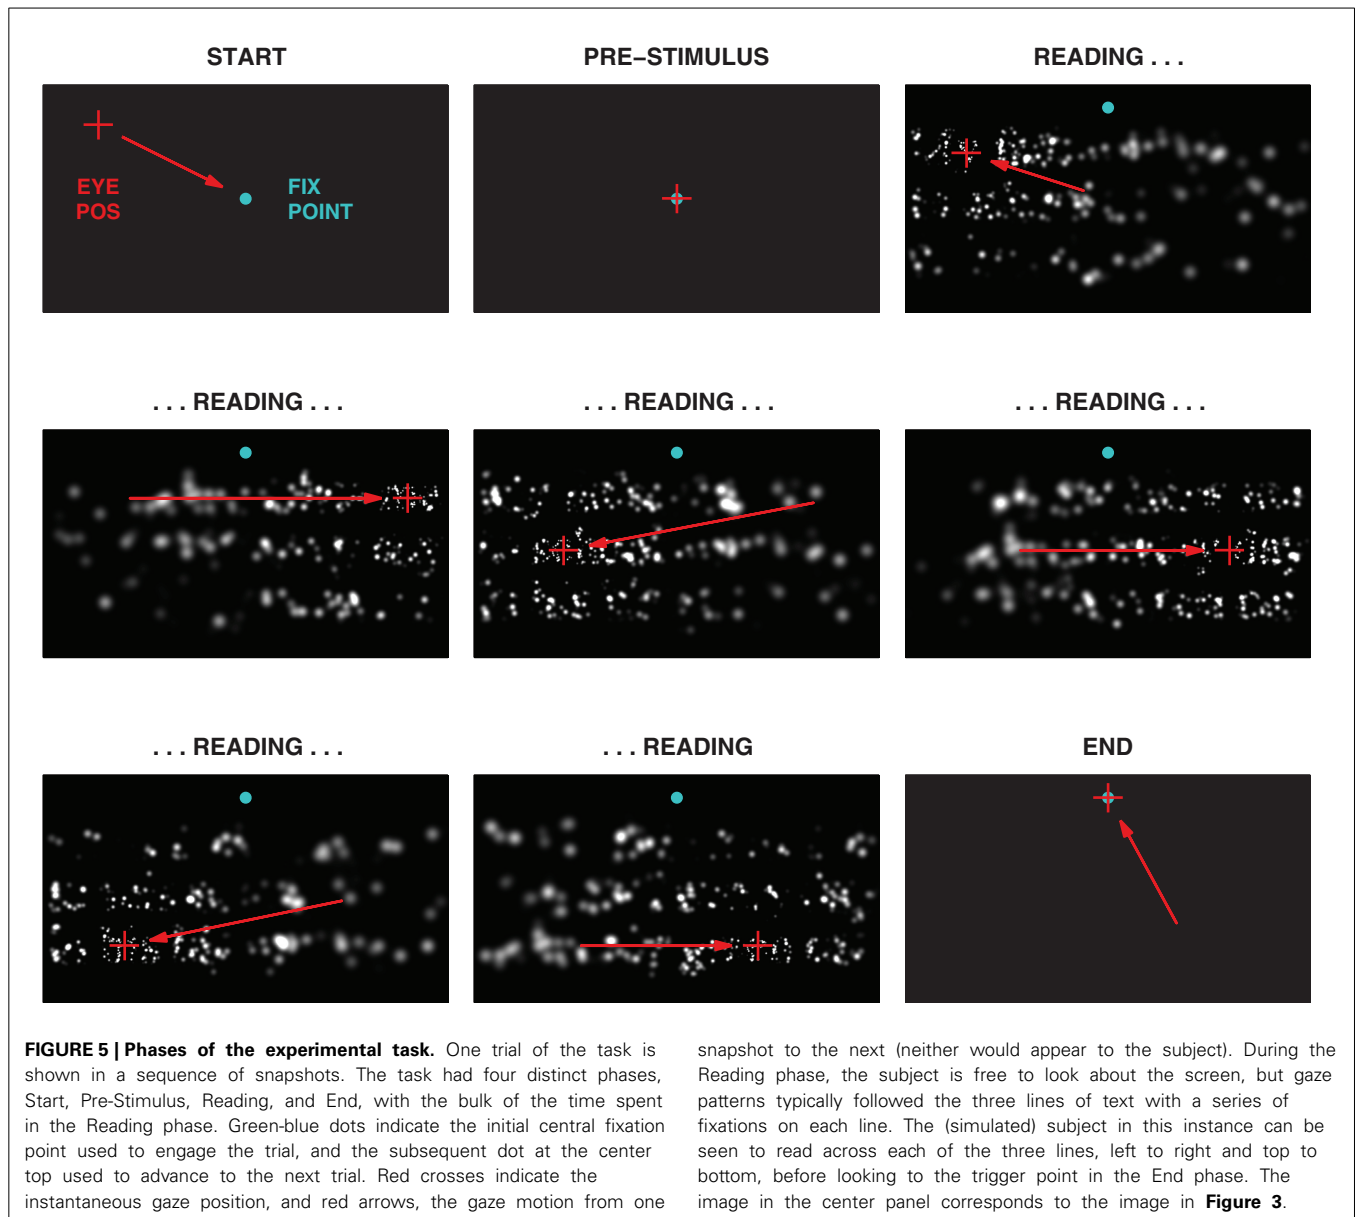 START
PRE–STIMULUS
READING . . .
EYE
POS
FIX
POINT
. . . READING . . .
. . . READING . . .
. . . READING . . .
. . . READING . . .
. . . READING
END
FIGURE 5 | Phases of the experimental task. One trial of the task is
shown in a sequence of snapshots. The task had four distinct phases,
Start, Pre-Stimulus, Reading, and End, with the bulk of the time spent
in the Reading phase. Green-blue dots indicate the initial central fixation
point used to engage the trial, and the subsequent dot at the center
top used to advance to the next trial. Red crosses indicate the
instantaneous gaze position, and red arrows, the gaze motion from one
snapshot to the next (neither would appear to the subject). During the
Reading phase, the subject is free to look about the screen, but gaze
patterns typically followed the three lines of text with a series of
fixations on each line. The (simulated) subject in this instance can be
seen to read across each of the three lines, left to right and top to
bottom, before looking to the trigger point in the End phase. The
image in the center panel corresponds to the image in Figure 3.